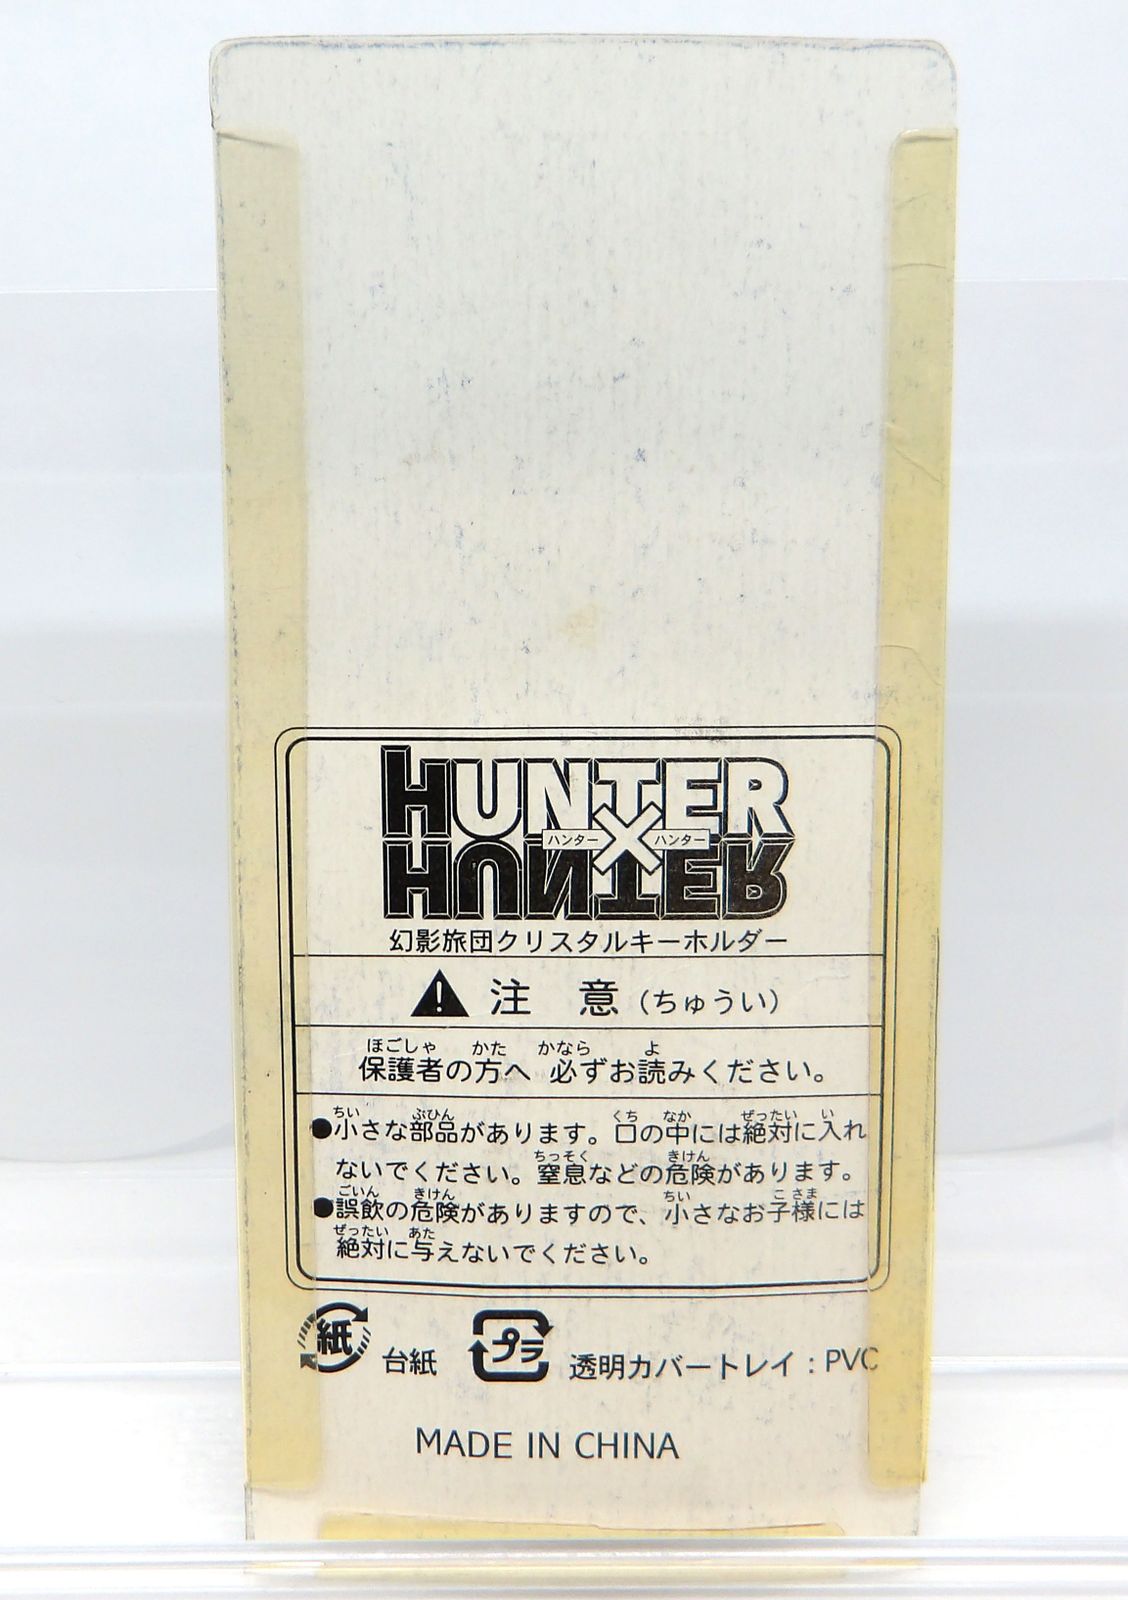 HUNTER
ハンター×ハンター
HUNTER
幻影旅団クリスタルキーホルダー
! 注 意 (ちゅうい)
ほごしゃ かた かなら よ
保護者の方へ 必ずお読みください。
ちい ぶひん くち なか ぜったい い
●小さな部品があります。口の中には絶対に入れ
ちっそく きけん
ないでください。窒息などの危険があります。
ごいん きけん ちい こさま
●誤飲の危険がありますので、小さなお子様には
ぜったい あた
絶対に与えないでください。
紙 台紙 プラ 透明カバートレイ：PVC
MADE IN CHINA